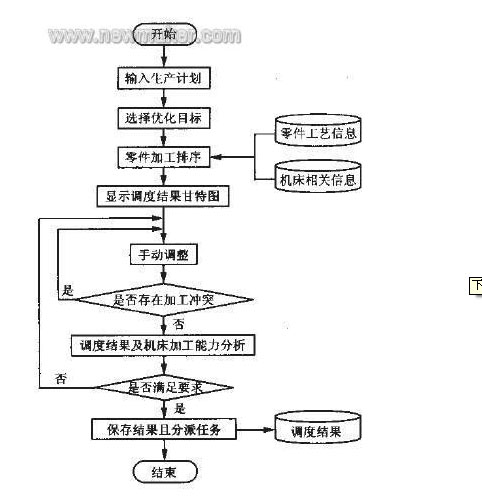 www.newmaker.com
开始
输入生产计划
选择优化目标
零件工艺信息
零件加工排序
机床相关信息
显示调度结果甘特图
手动调整
是
是否存在加工冲突
否
调度结果及机床加工能力分析
否
是否满足要求
是
保存结果且分派任务
调度结果
结束
下